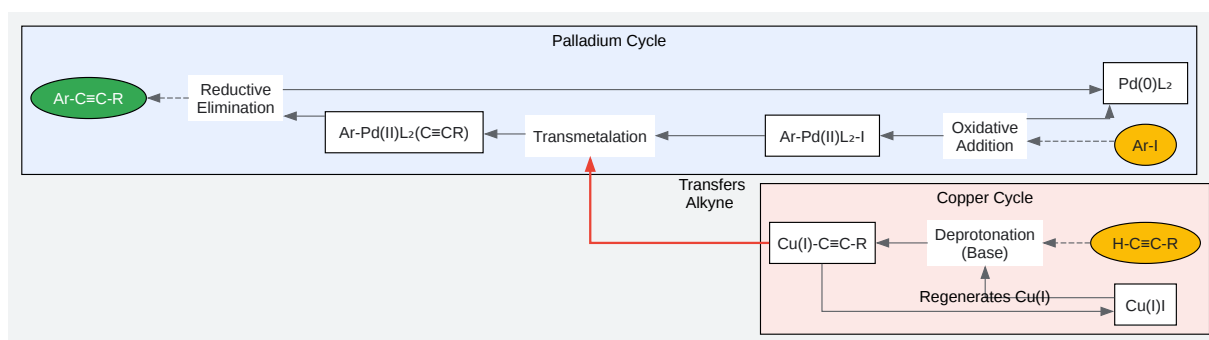 Palladium Cycle
Ar-C≡C-R
Reductive
Elimination
Ar-Pd(II)L₂(C≡CR)
Transmetalation
Ar-Pd(II)L₂-I
Oxidative
Addition
Pd(0)L₂
Ar-I
Transfers
Alkyne
Copper Cycle
Cu(I)-C≡C-R
Deprotonation
(Base)
H-C≡C-R
Regenerates Cu(I)
Cu(I)I